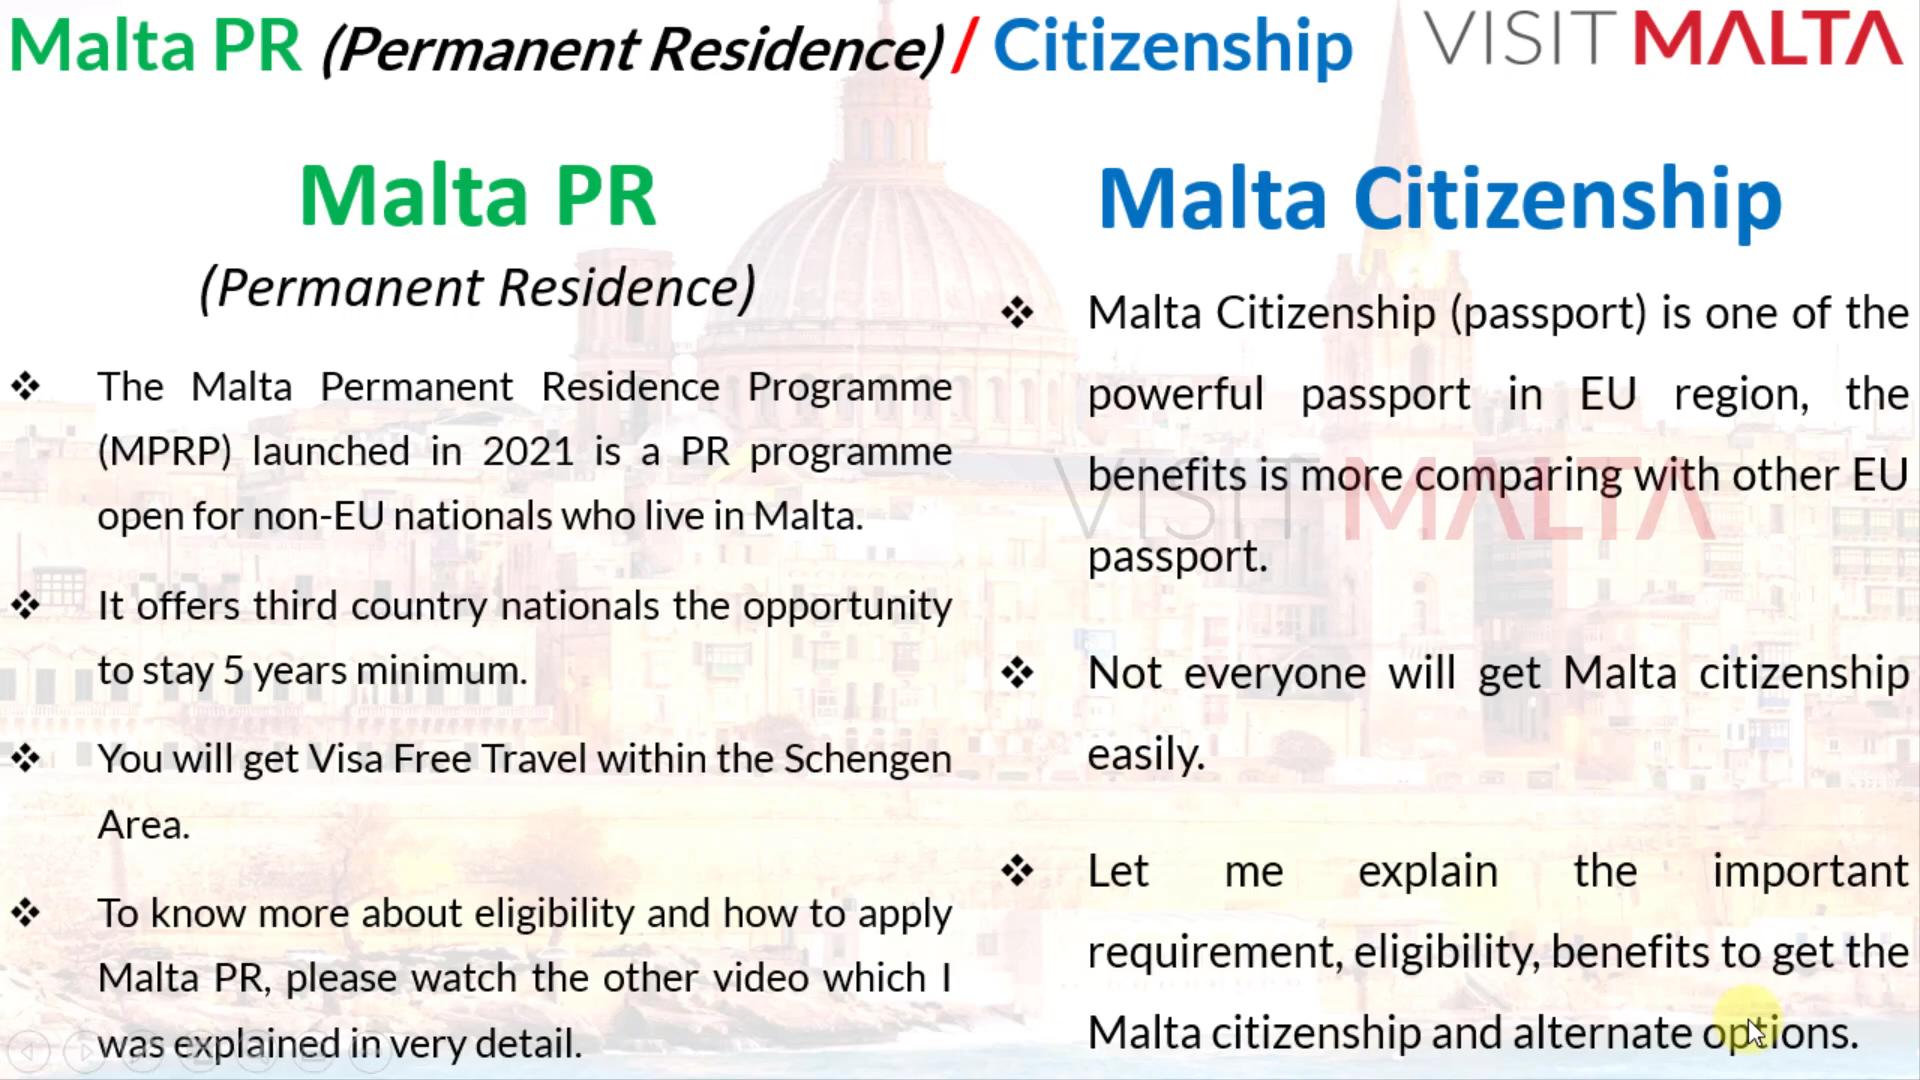 Malta PR (Permanent Residence) / Citizenship
VISIT MALTA
Malta PR
(Permanent Residence)
❖ The Malta Permanent Residence Programme
(MPRP) launched in 2021 is a PR programme
open for non-EU nationals who live in Malta.
❖ It offers third country nationals the opportunity
to stay 5 years minimum.
❖ You will get Visa Free Travel within the Schengen
Area.
❖ To know more about eligibility and how to apply
Malta PR, please watch the other video which I
was explained in very detail.
Malta Citizenship
❖ Malta Citizenship (passport) is one of the
powerful passport in EU region, the
benefits is more comparing with other EU
passport.
❖ Not everyone will get Malta citizenship
easily.
❖ Let me explain the important
requirement, eligibility, benefits to get the
Malta citizenship and alternate options.
VISIT MALTA